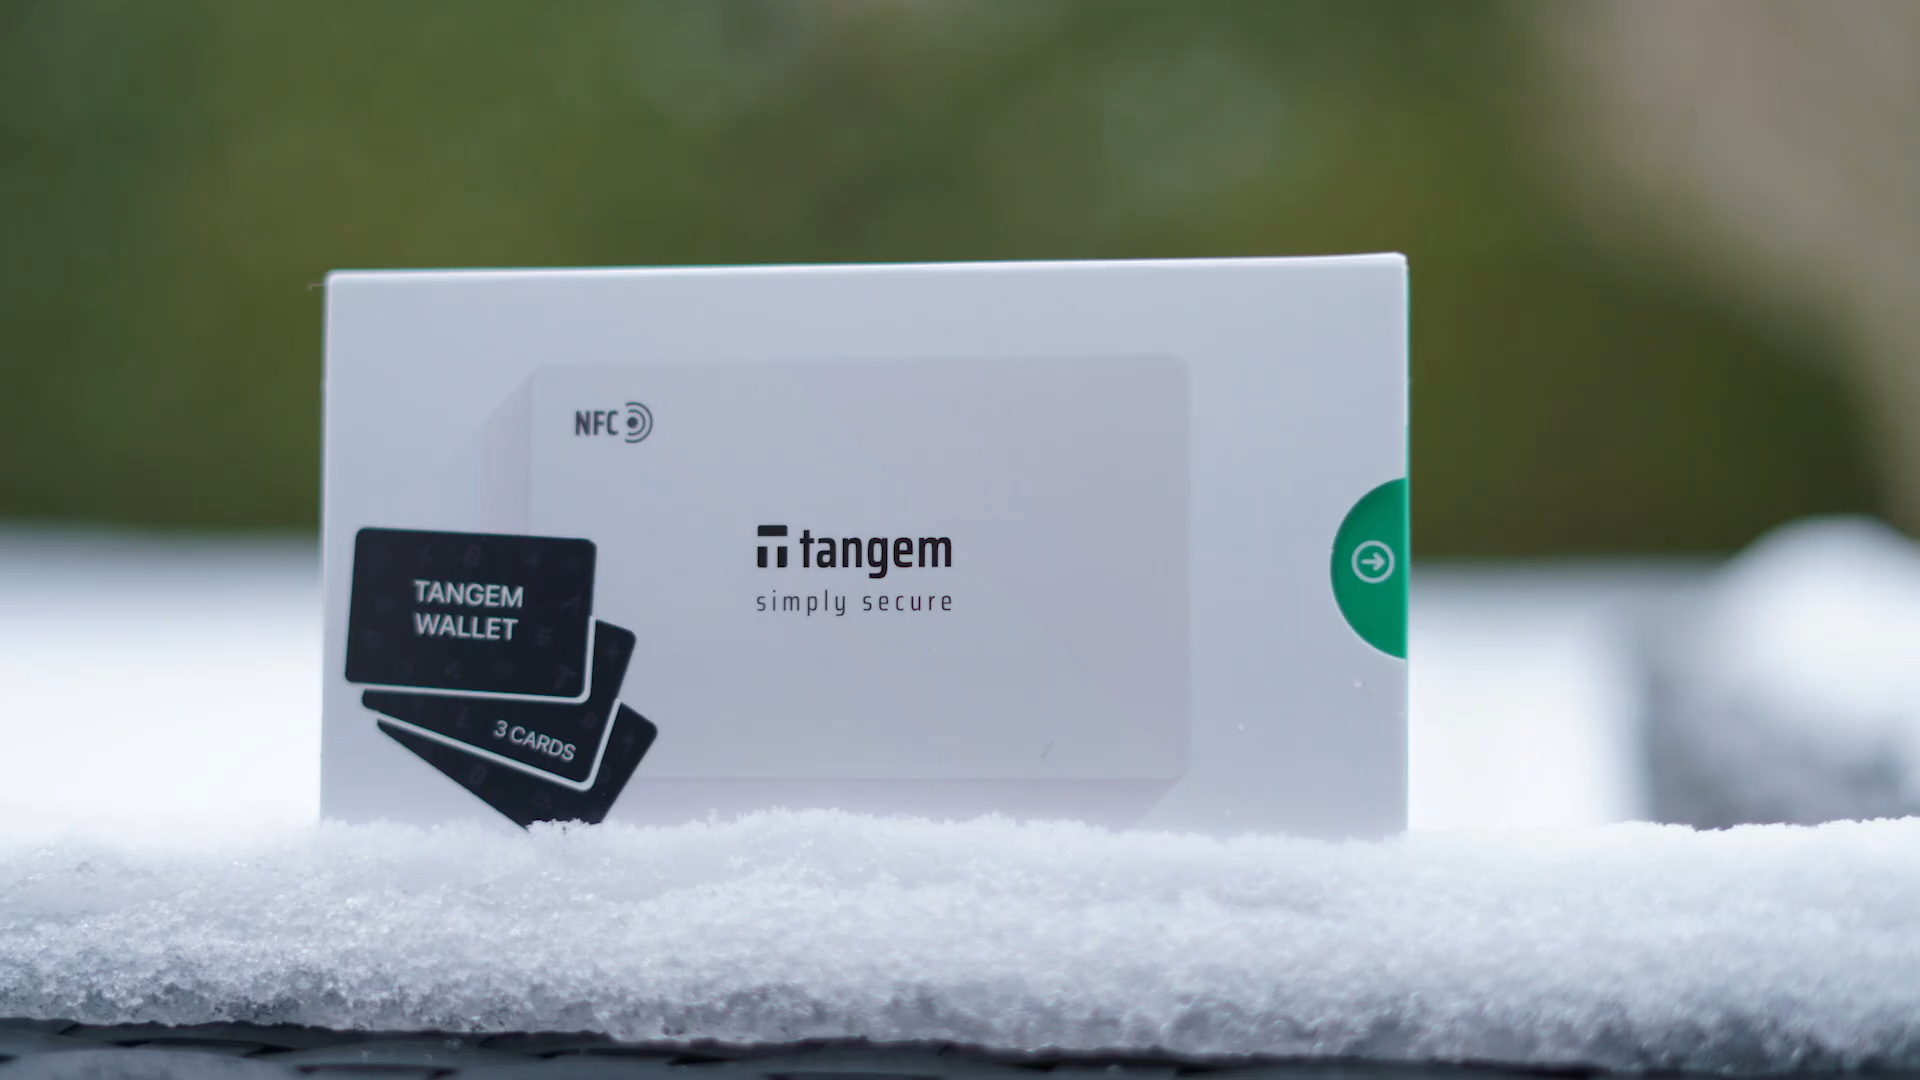 NFC
tangem
simply secure
TANGEM
WALLET
3 CARDS